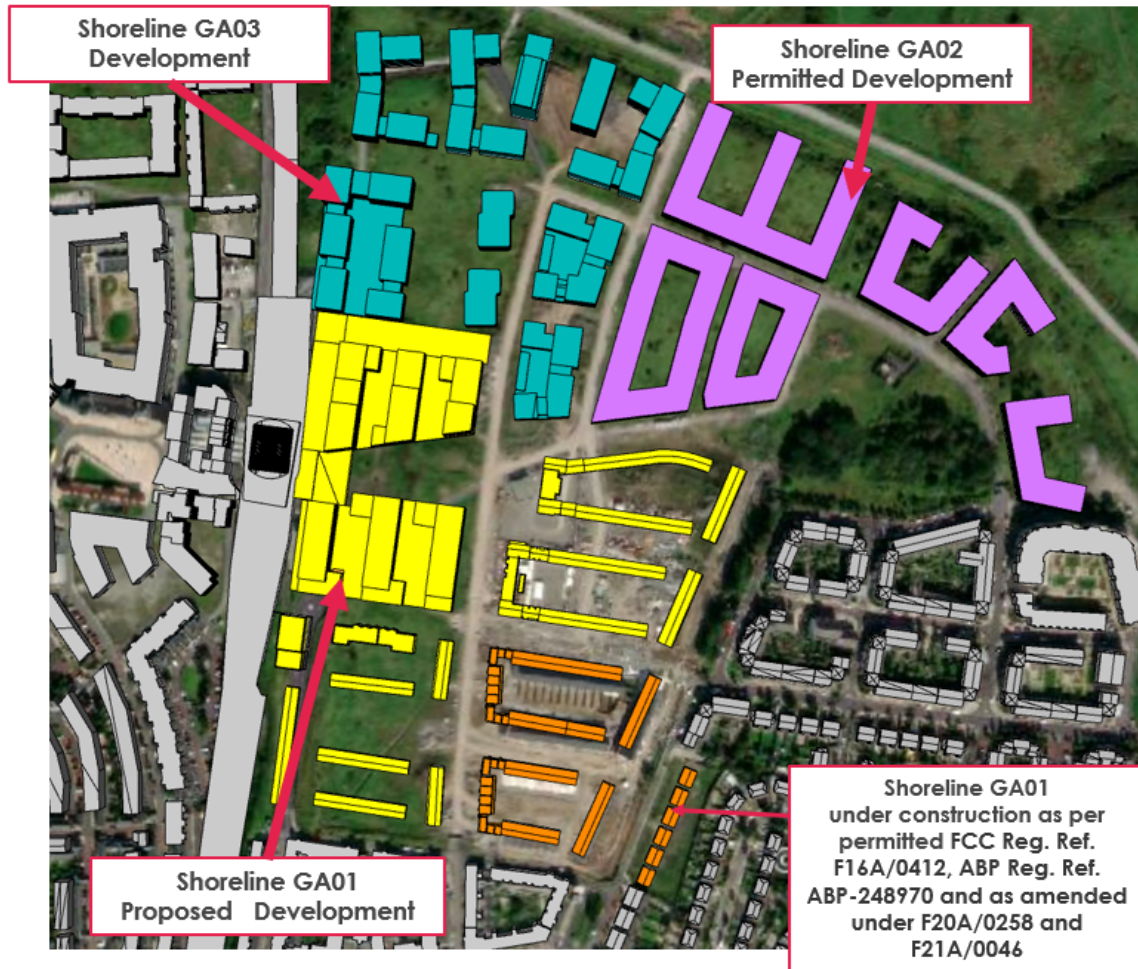 Shoreline GA03
Development
Shoreline GA02
Permitted Development
Shoreline GA01
under construction as per
permitted FCC Reg. Ref.
F16A/0412, ABP Reg. Ref.
ABP-248970 and as amended
under F20A/0258 and
F21A/0046
Shoreline GA01
Proposed Development